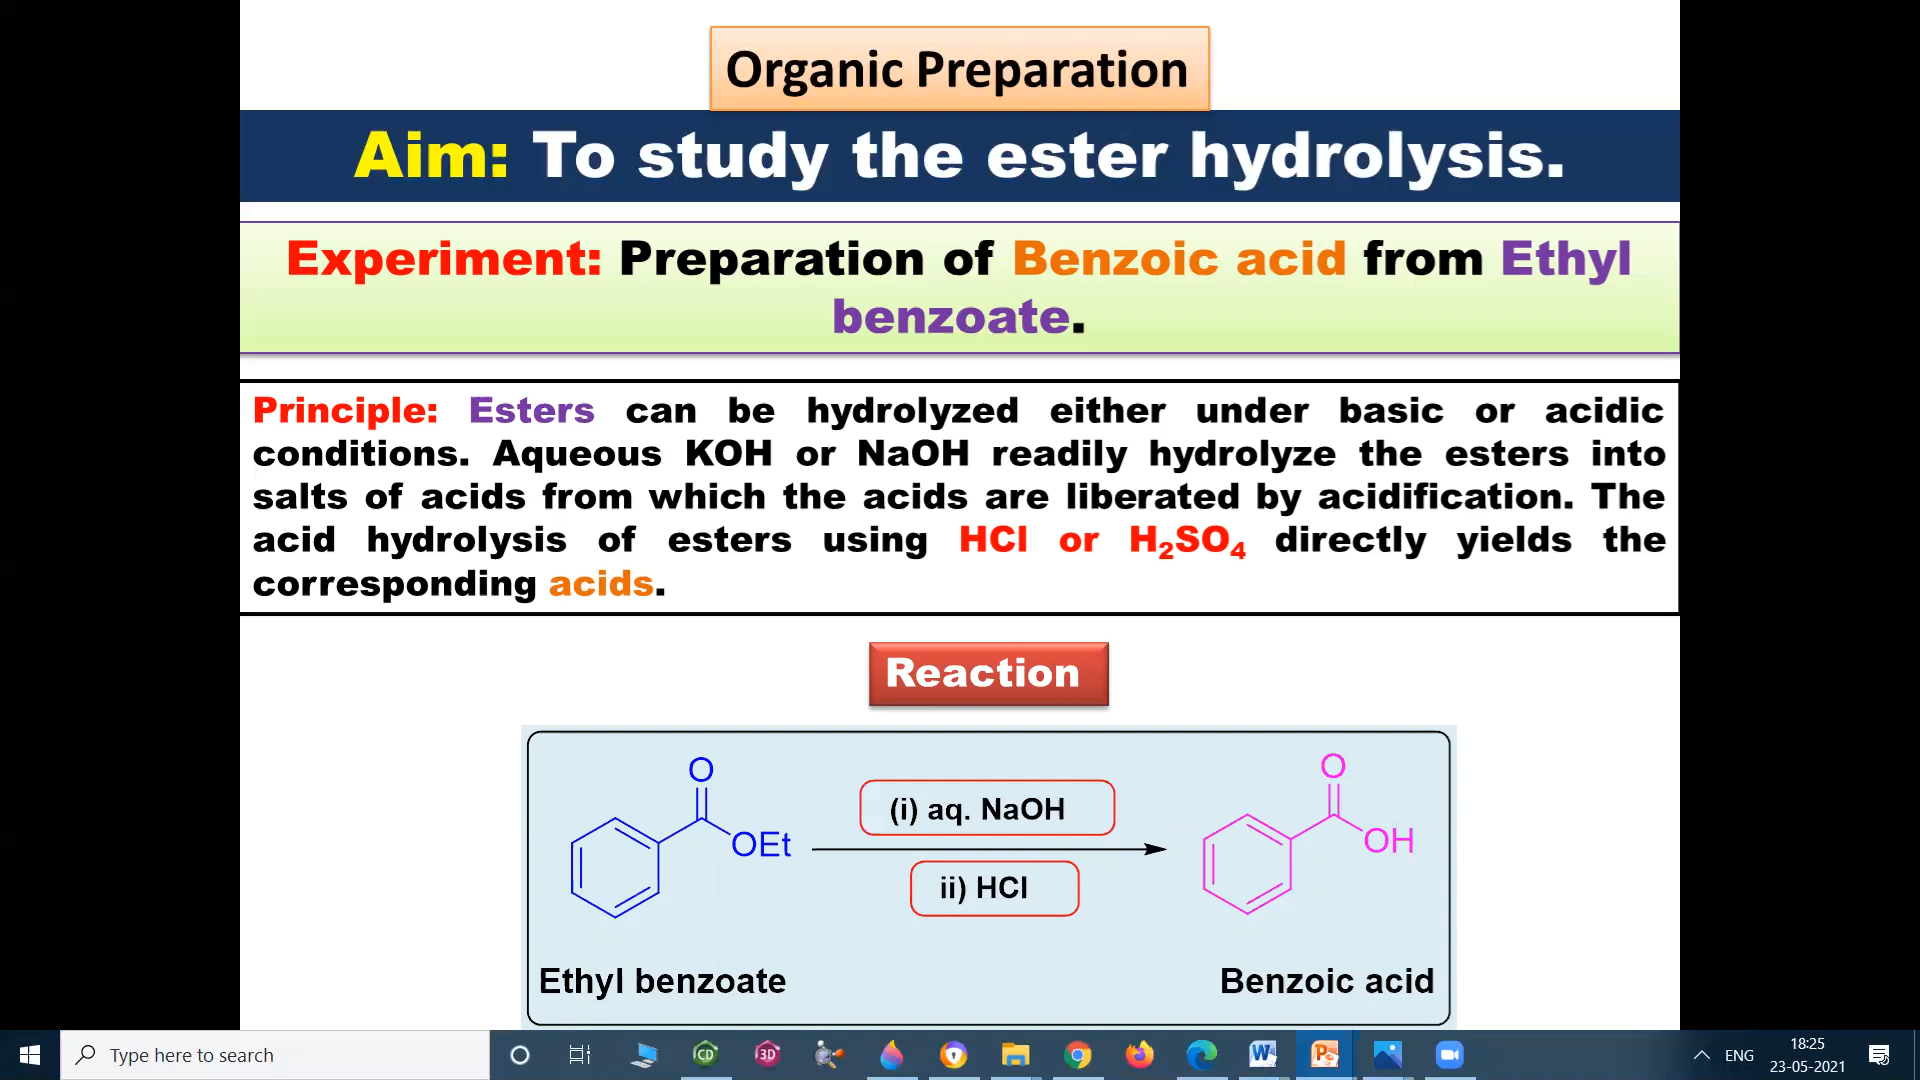 Organic Preparation
Aim: To study the ester hydrolysis.
Experiment: Preparation of Benzoic acid from Ethyl
benzoate.
Principle: Esters can be hydrolyzed either under basic or acidic
conditions. Aqueous KOH or NaOH readily hydrolyze the esters into
salts of acids from which the acids are liberated by acidification. The
acid hydrolysis of esters using HCl or H₂SO₄ directly yields the
corresponding acids.
Reaction
O
OEt
(i) aq. NaOH
ii) HCl
O
OH
Ethyl benzoate
Benzoic acid
Type here to search
CD
3D
W
P
ENG
18:25
23-05-2021